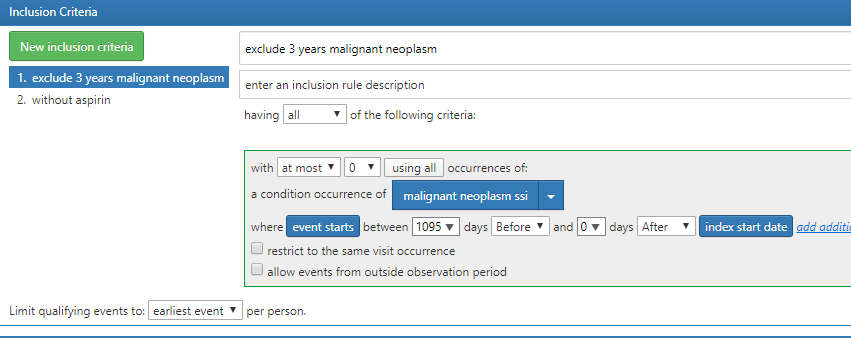 Inclusion Criteria
New inclusion criteria
exclude 3 years malignant neoplasm
1. exclude 3 years malignant neoplasm
enter an inclusion rule description
2. without aspirin
having all of the following criteria:
with at most 0 using all occurrences of:
a condition occurrence of malignant neoplasm ssi
where event starts between 1095 days Before and 0 days After index start date add additi
restrict to the same visit occurrence
allow events from outside observation period
Limit qualifying events to: earliest event per person.